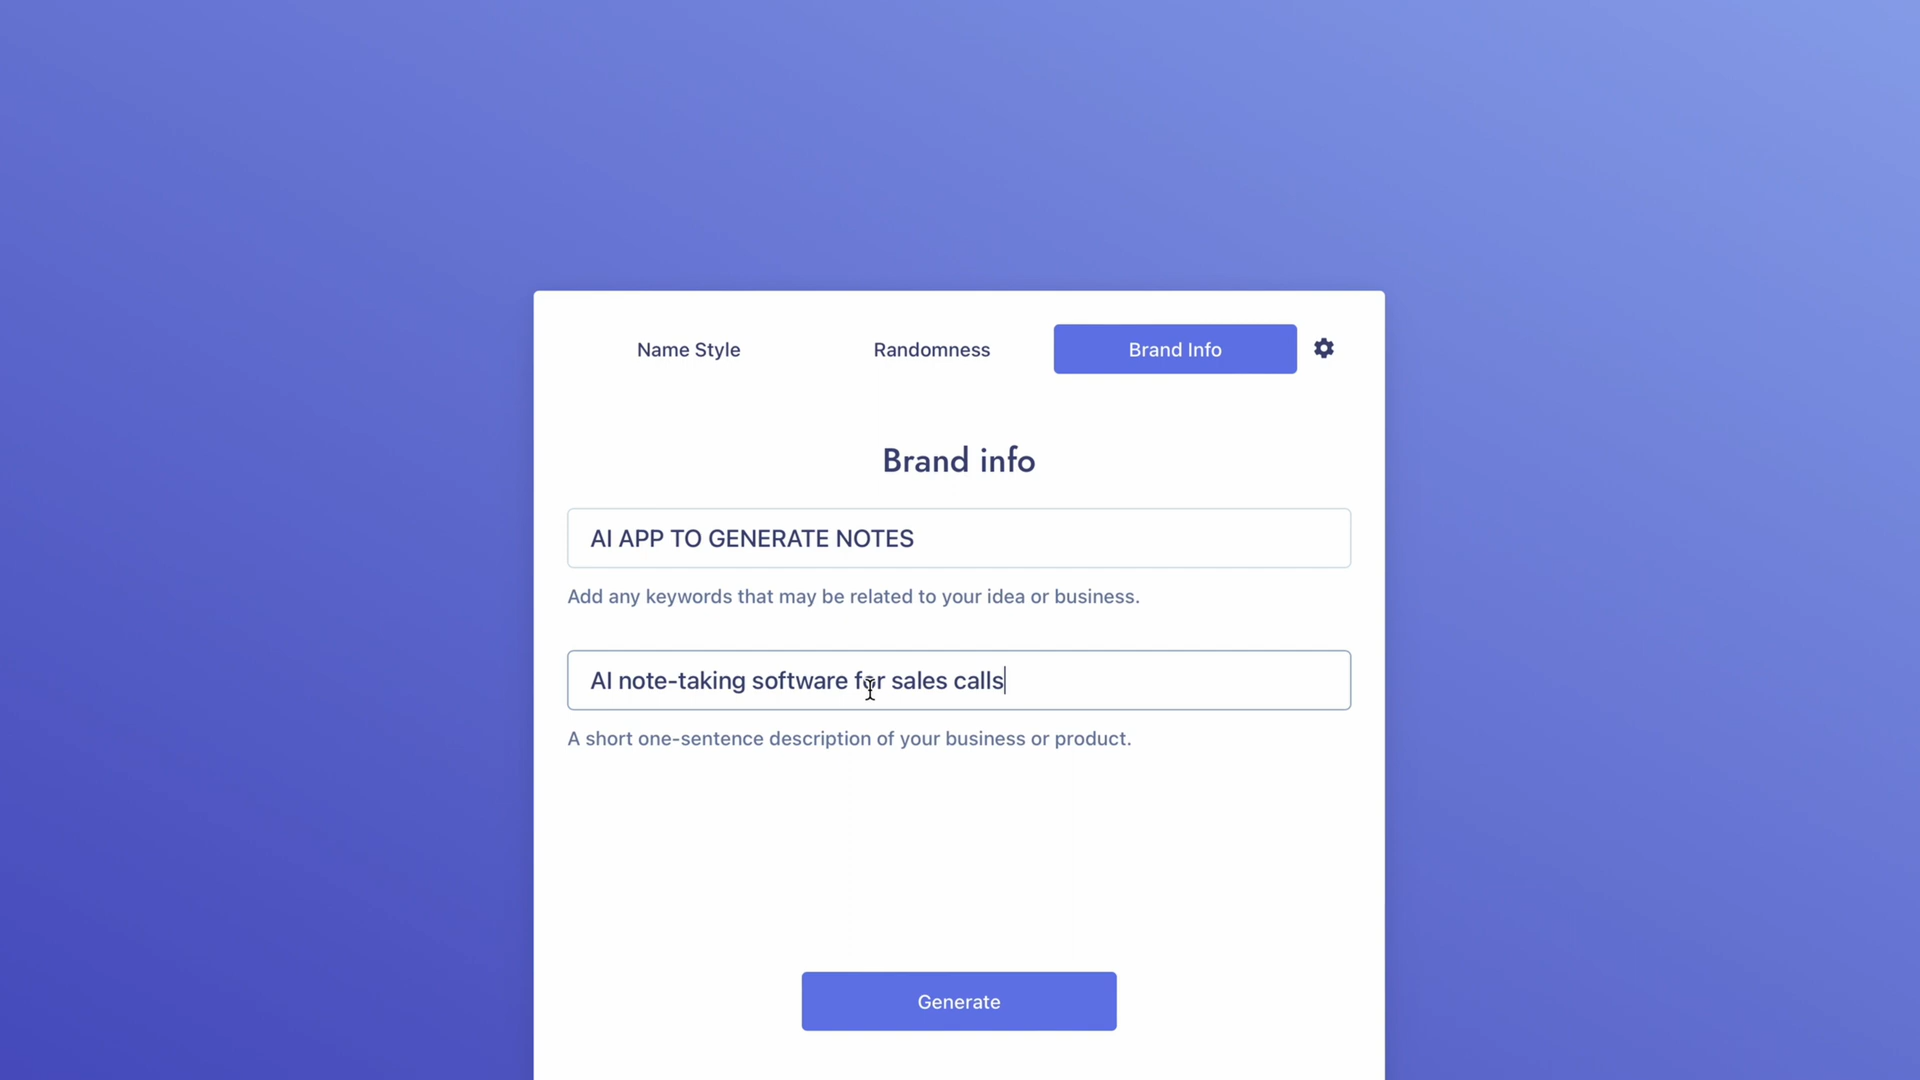 Name Style
Randomness
Brand Info
Brand info
AI APP TO GENERATE NOTES
Add any keywords that may be related to your idea or business.
AI note-taking software for sales calls
A short one-sentence description of your business or product.
Generate